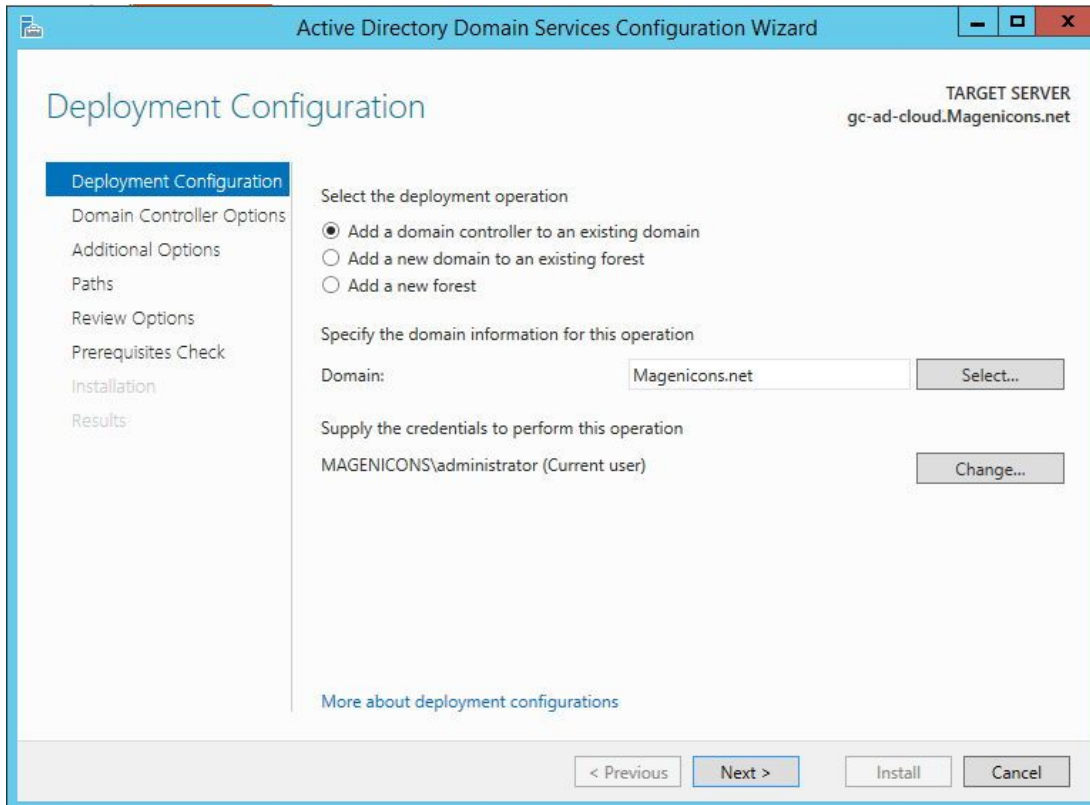 Active Directory Domain Services Configuration Wizard
Deployment Configuration
TARGET SERVER
gc-ad-cloud.Magenicons.net
Deployment Configuration
Domain Controller Options
Additional Options
Paths
Review Options
Prerequisites Check
Installation
Results
Select the deployment operation
Add a domain controller to an existing domain
Add a new domain to an existing forest
Add a new forest
Specify the domain information for this operation
Domain: Magenicons.net Select...
Supply the credentials to perform this operation
MAGENICONS\administrator (Current user) Change...
More about deployment configurations
< Previous Next > Install Cancel